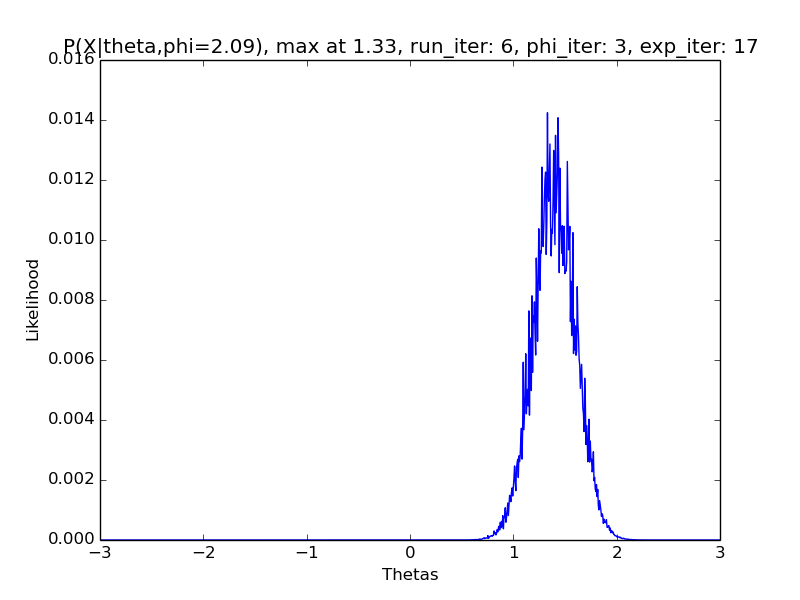 P(X|theta,phi=2.09), max at 1.33, run_iter: 6, phi_iter: 3, exp_iter: 17
0.016
0.014
0.012
0.010
0.008
0.006
0.004
0.002
0.000
Likelihood
−3 −2 −1 0 1 2 3
Thetas